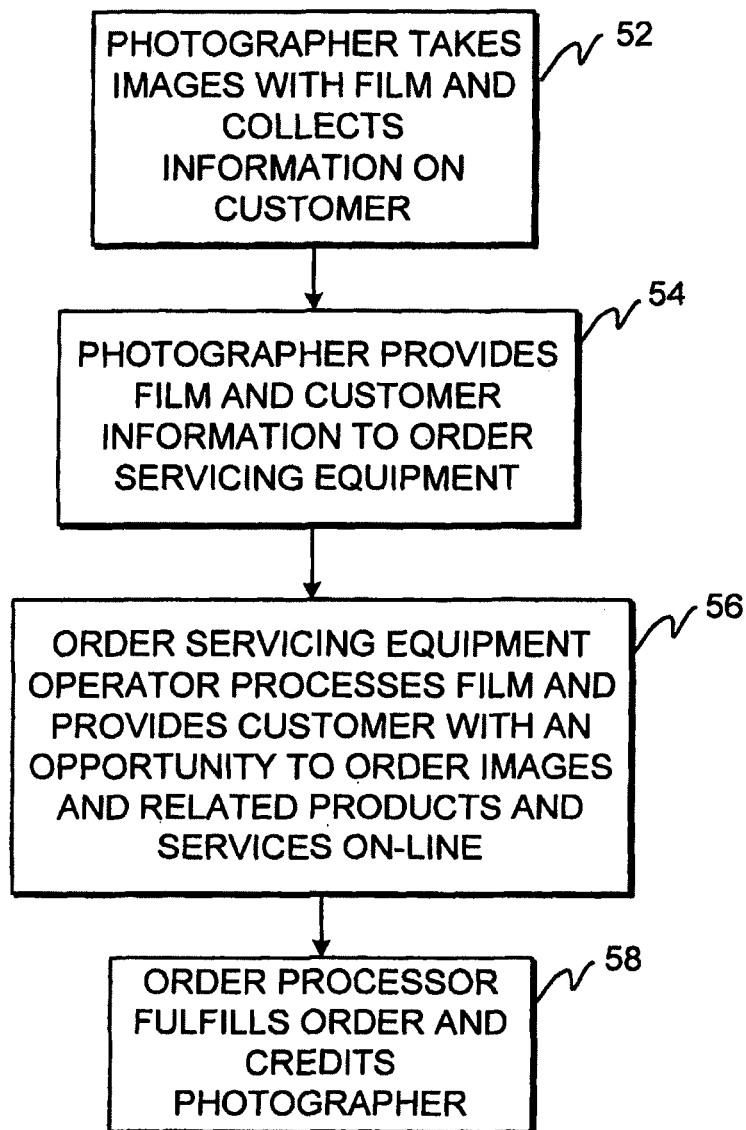 PHOTOGRAPHER TAKES
IMAGES WITH FILM AND
COLLECTS
INFORMATION ON
CUSTOMER
52
PHOTOGRAPHER PROVIDES
FILM AND CUSTOMER
INFORMATION TO ORDER
SERVICING EQUIPMENT
54
ORDER SERVICING EQUIPMENT
OPERATOR PROCESSES FILM AND
PROVIDES CUSTOMER WITH AN
OPPORTUNITY TO ORDER IMAGES
AND RELATED PRODUCTS AND
SERVICES ON-LINE
56
ORDER PROCESSOR
FULFILLS ORDER AND
CREDITS
PHOTOGRAPHER
58